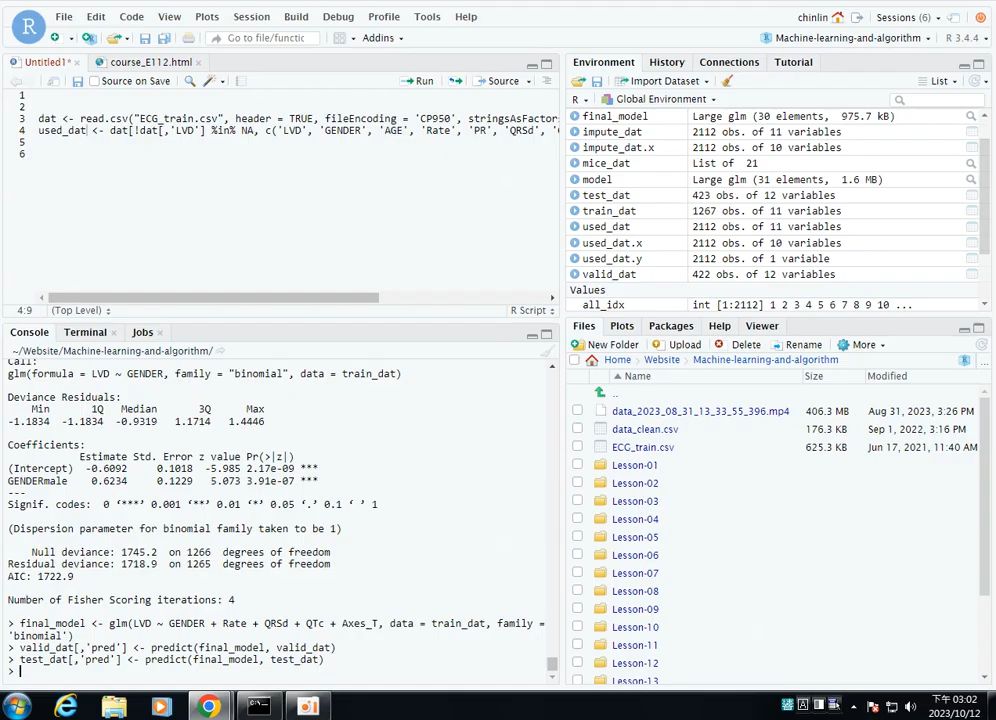 R
File Edit Code View Plots Session Build Debug Profile Tools Help
chinlin Sessions (6)
Go to file/functic Addins
Machine-learning-and-algorithm R 3.4.4
Untitled1* course_E112.html
Source on Save Run Source
1
2
3 dat <- read.csv("ECG_train.csv", header = TRUE, fileEncoding = 'CP950', stringsAsFactor
4 used_dat <- dat[!dat[,'LVD'] %in% NA, c('LVD', 'GENDER', 'AGE', 'Rate', 'PR', 'QRSd', '
5
6
4:9 (Top Level) R Script
Console Terminal Jobs
~/Website/Machine-learning-and-algorithm/
Call:
glm(formula = LVD ~ GENDER, family = "binomial", data = train_dat)
Deviance Residuals:
Min 1Q Median 3Q Max
-1.1834 -1.1834 -0.9319 1.1714 1.4446
Coefficients:
Estimate Std. Error z value Pr(>|z|)
(Intercept) -0.6092 0.1018 -5.985 2.17e-09 ***
GENDERmale 0.6234 0.1229 5.073 3.91e-07 ***
---
Signif. codes: 0 ‘***’ 0.001 ‘**’ 0.01 ‘*’ 0.05 ‘.’ 0.1 ‘ ’ 1
(Dispersion parameter for binomial family taken to be 1)
Null deviance: 1745.2 on 1266 degrees of freedom
Residual deviance: 1718.9 on 1265 degrees of freedom
AIC: 1722.9
Number of Fisher Scoring iterations: 4
> final_model <- glm(LVD ~ GENDER + Rate + QRSd + QTc + Axes_T, data = train_dat, family =
'binomial')
> valid_dat[,'pred'] <- predict(final_model, valid_dat)
> test_dat[,'pred'] <- predict(final_model, test_dat)
>
Environment History Connections Tutorial
Import Dataset List
R Global Environment
final_model Large glm (30 elements, 975.7 kB)
impute_dat 2112 obs. of 11 variables
impute_dat.x 2112 obs. of 10 variables
mice_dat List of 21
model Large glm (31 elements, 1.6 MB)
test_dat 423 obs. of 12 variables
train_dat 1267 obs. of 11 variables
used_dat 2112 obs. of 11 variables
used_dat.x 2112 obs. of 10 variables
used_dat.y 2112 obs. of 1 variable
valid_dat 422 obs. of 12 variables
Values
all_idx int [1:2112] 1 2 3 4 5 6 7 8 9 10 ...
Files Plots Packages Help Viewer
New Folder Upload Delete Rename More
Home Website Machine-learning-and-algorithm ...
Name Size Modified
..
data_2023_08_31_13_33_55_396.mp4 406.3 MB Aug 31, 2023, 3:26 PM
data_clean.csv 176.3 KB Sep 1, 2022, 3:16 PM
ECG_train.csv 625.3 KB Jun 17, 2021, 11:40 AM
Lesson-01
Lesson-02
Lesson-03
Lesson-04
Lesson-05
Lesson-06
Lesson-07
Lesson-08
Lesson-09
Lesson-10
Lesson-11
Lesson-12
Lesson-13
下午 03:02
2023/10/12